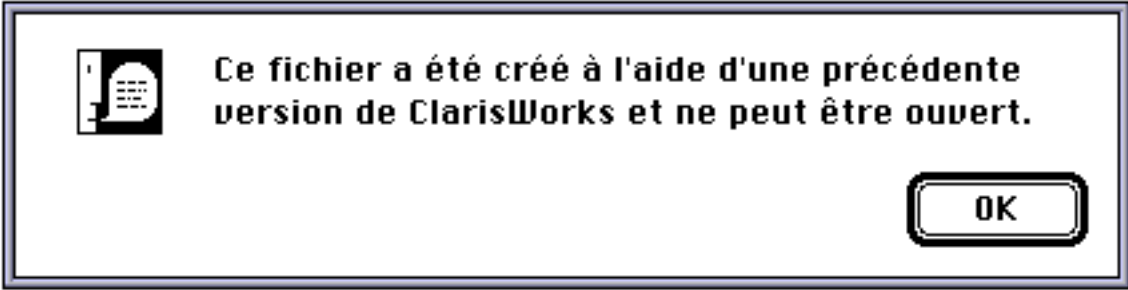 Ce fichier a été créé à l'aide d'une précédente
version de ClarisWorks et ne peut être ouvert.
OK